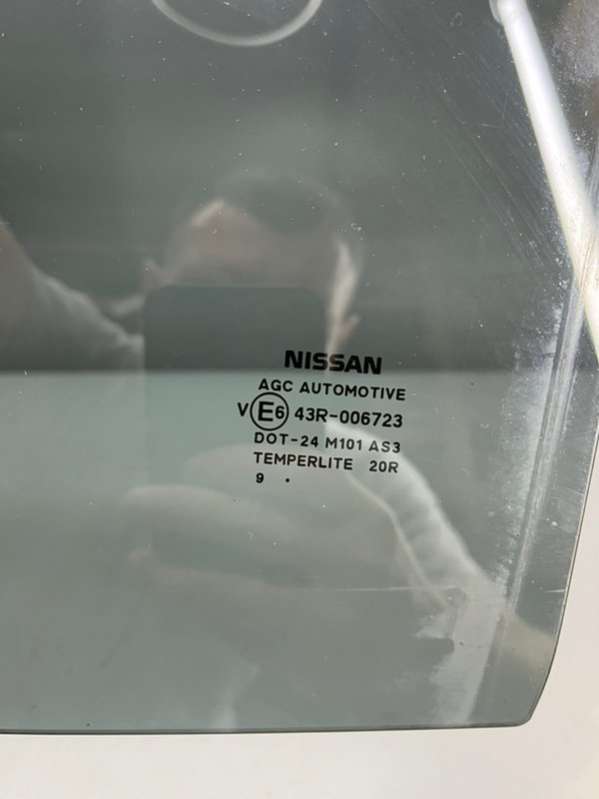 NISSAN
AGC AUTOMOTIVE
V E6 43R-006723
DOT-24 M101 AS3
TEMPERLITE 20R
9 .